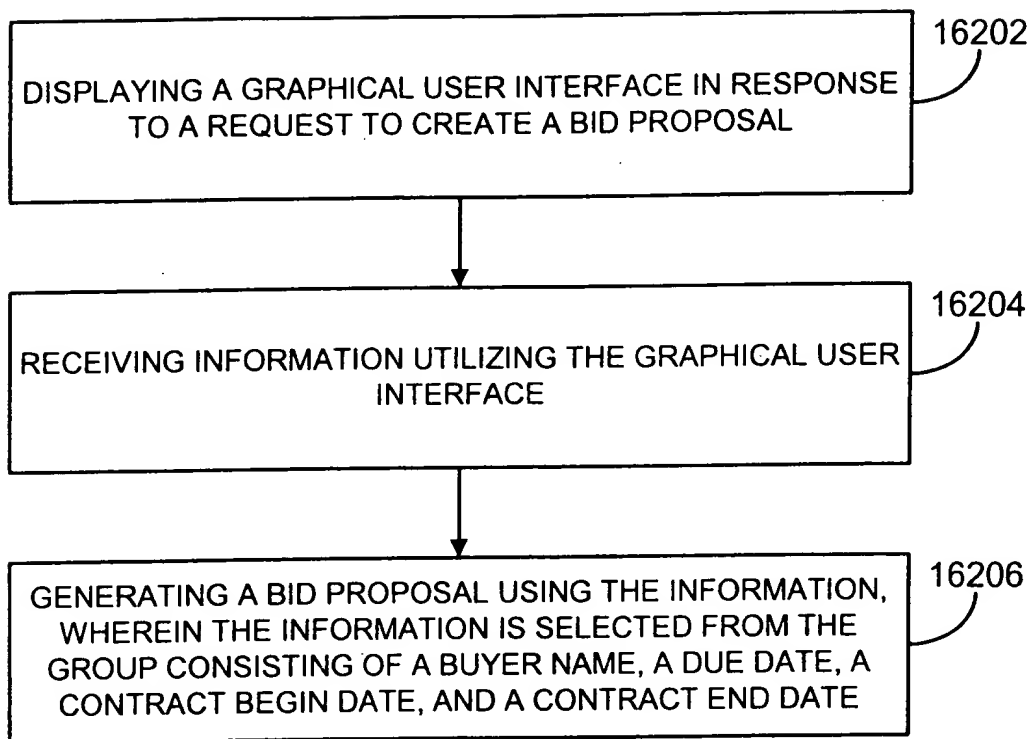 16202
DISPLAYING A GRAPHICAL USER INTERFACE IN RESPONSE
TO A REQUEST TO CREATE A BID PROPOSAL
16204
RECEIVING INFORMATION UTILIZING THE GRAPHICAL USER
INTERFACE
16206
GENERATING A BID PROPOSAL USING THE INFORMATION,
WHEREIN THE INFORMATION IS SELECTED FROM THE
GROUP CONSISTING OF A BUYER NAME, A DUE DATE, A
CONTRACT BEGIN DATE, AND A CONTRACT END DATE